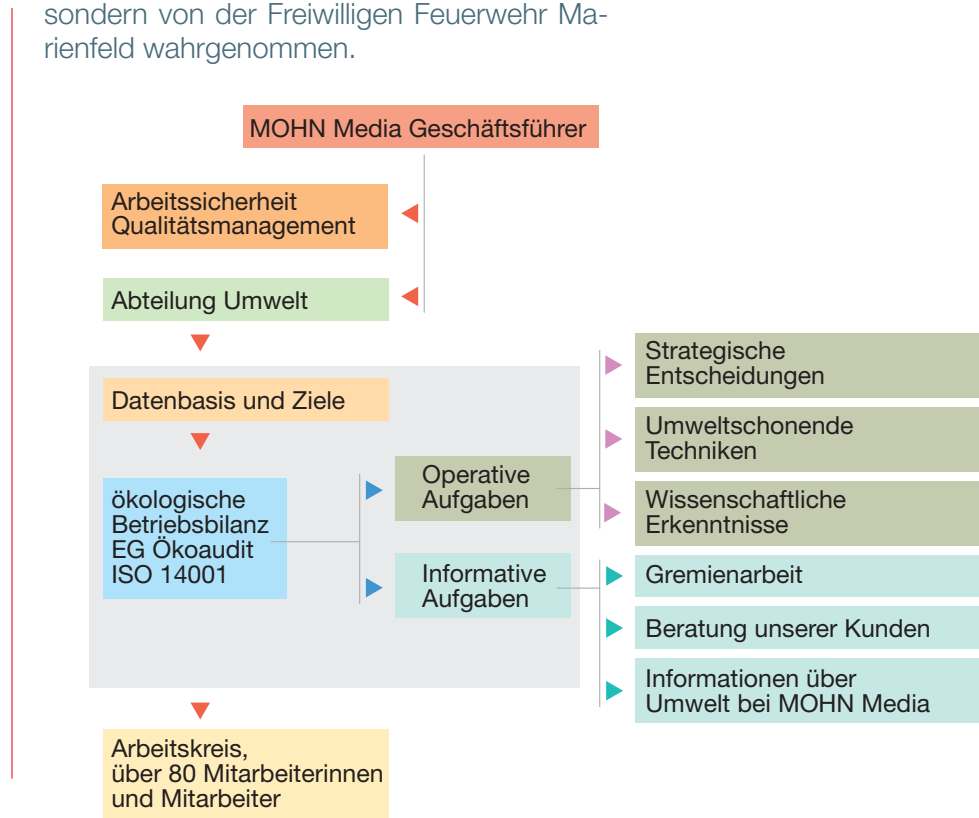 sondern von der Freiwilligen Feuerwehr Ma-
rienfeld wahrgenommen.
MOHN Media Geschäftsführer
Arbeitssicherheit
Qualitätsmanagement
Abteilung Umwelt
Datenbasis und Ziele
ökologische
Betriebsbilanz
EG Ökoaudit
ISO 14001
Operative
Aufgaben
Informative
Aufgaben
Strategische
Entscheidungen
Umweltschonende
Techniken
Wissenschaftliche
Erkenntnisse
Gremienarbeit
Beratung unserer Kunden
Informationen über
Umwelt bei MOHN Media
Arbeitskreis,
über 80 Mitarbeiterinnen
und Mitarbeiter